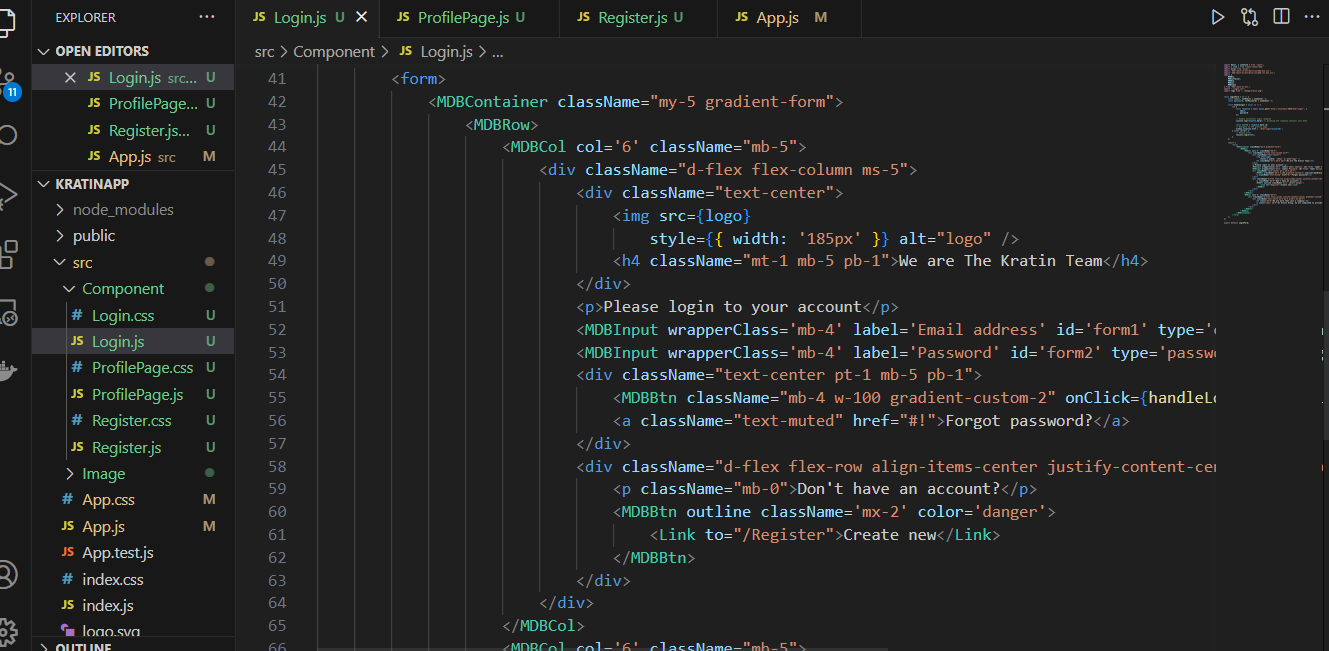 EXPLORER
OPEN EDITORS
JS Login.js src... U
JS ProfilePage... U
JS Register.js... U
JS App.js src M
KRATINAPP
node_modules
public
src
Component
# Login.css U
JS Login.js U
# ProfilePage.css U
JS ProfilePage.js U
# Register.css U
JS Register.js U
Image
# App.css M
JS App.js M
JS App.test.js
# index.css
JS index.js
logo.svg
OUTLINE
11
JS Login.js U JS ProfilePage.js U JS Register.js U JS App.js M
src > Component > JS Login.js > ...
41 <form>
42 <MDBContainer className="my-5 gradient-form">
43 <MDBRow>
44 <MDBCol col='6' className="mb-5">
45 <div className="d-flex flex-column ms-5">
46 <div className="text-center">
47 <img src={logo}
48 style={{ width: '185px' }} alt="logo" />
49 <h4 className="mt-1 mb-5 pb-1">We are The Kratin Team</h4>
50 </div>
51 <p>Please login to your account</p>
52 <MDBInput wrapperClass='mb-4' label='Email address' id='form1' type='
53 <MDBInput wrapperClass='mb-4' label='Password' id='form2' type='passw
54 <div className="text-center pt-1 mb-5 pb-1">
55 <MDBBtn className="mb-4 w-100 gradient-custom-2" onClick={handleLo
56 <a className="text-muted" href="#!">Forgot password?</a>
57 </div>
58 <div className="d-flex flex-row align-items-center justify-content-cen
59 <p className="mb-0">Don't have an account?</p>
60 <MDBBtn outline className='mx-2' color='danger'>
61 <Link to="/Register">Create new</Link>
62 </MDBBtn>
63 </div>
64 </div>
65 </MDBCol>
66 <MDBCol col='6' className="mb-5">